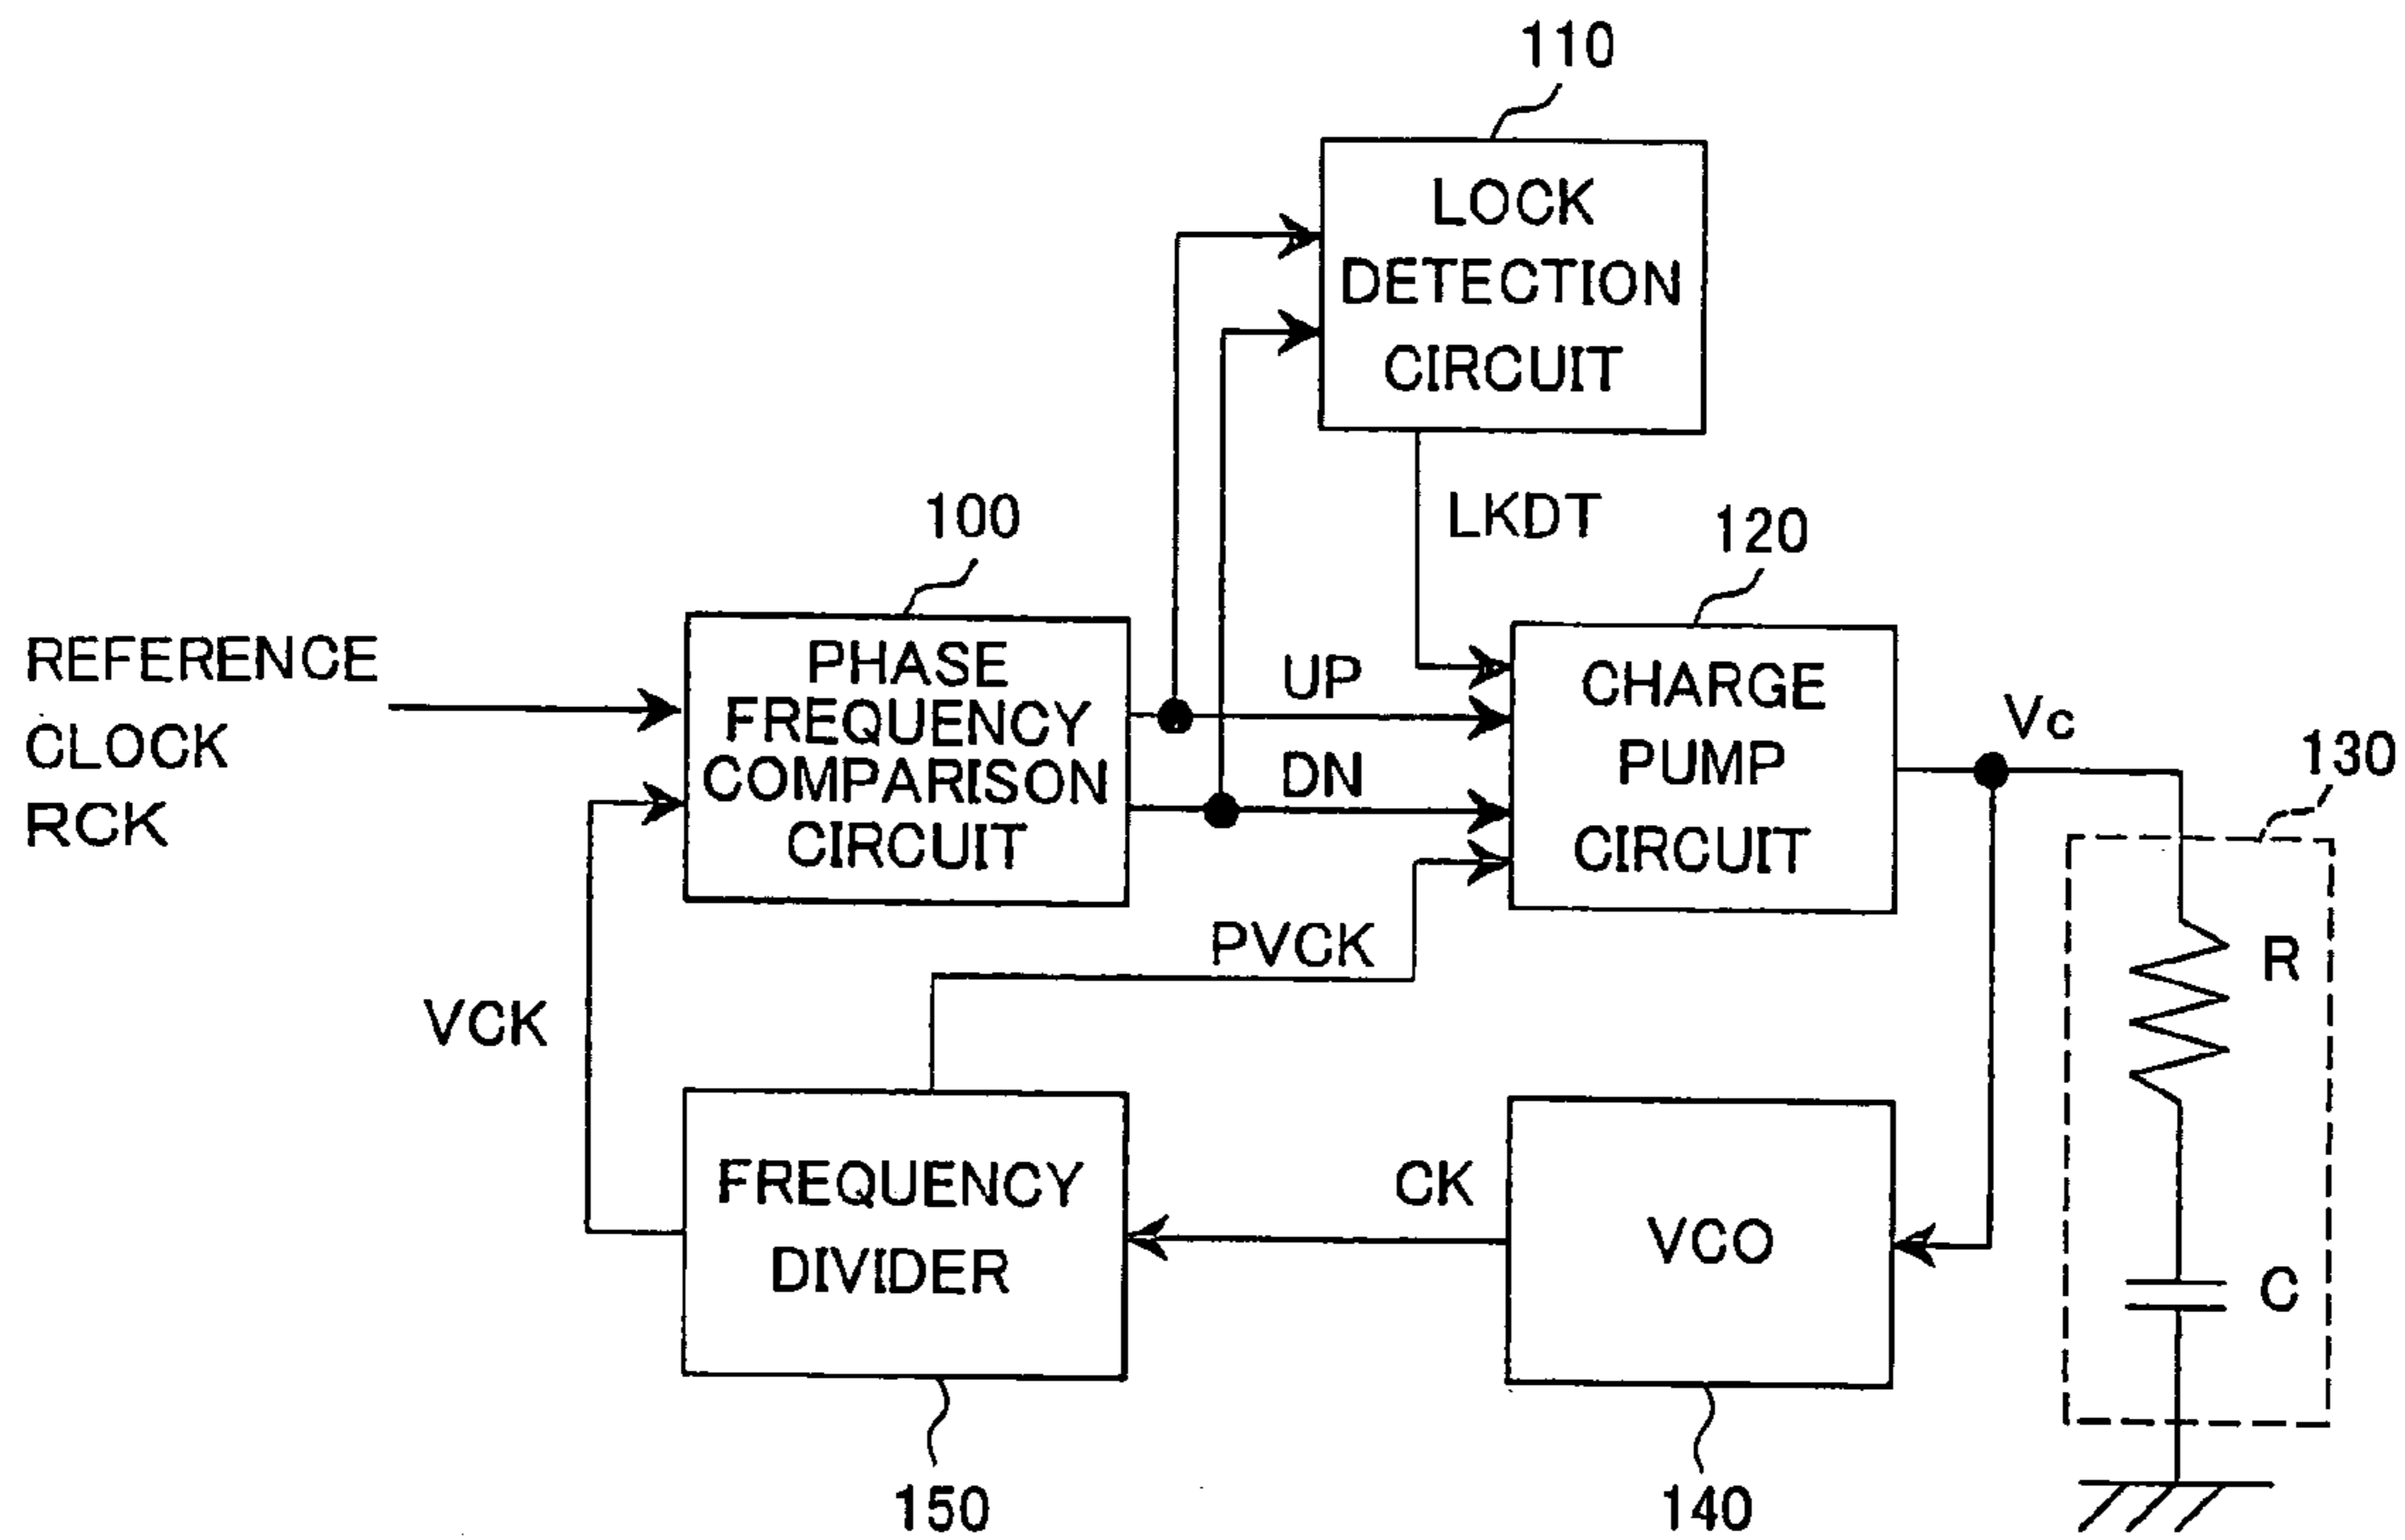 110
LOCK
DETECTION
CIRCUIT
LKDT
100
120
REFERENCE
CLOCK
RCK
PHASE
FREQUENCY
COMPARISON
CIRCUIT
UP
DN
CHARGE
PUMP
CIRCUIT
Vc
130
PVCK
VCK
R
FREQUENCY
DIVIDER
CK
VCO
C
150
140